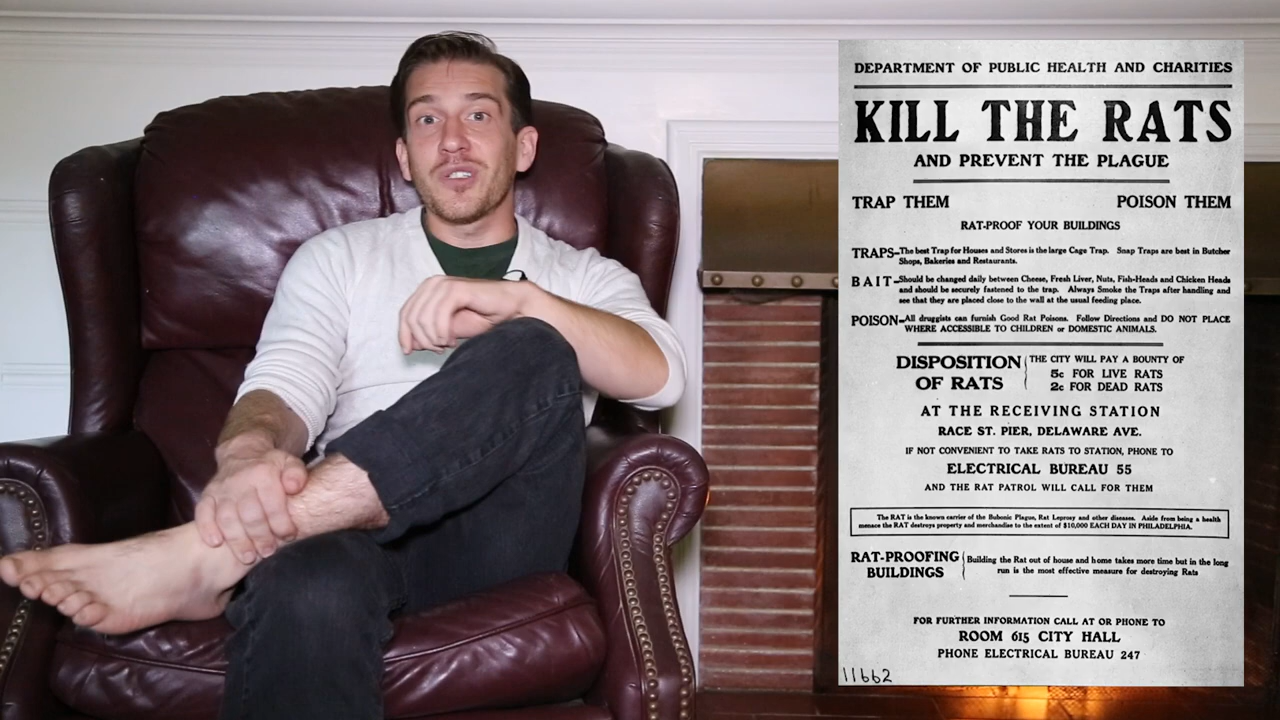 DEPARTMENT OF PUBLIC HEALTH AND CHARITIES
KILL THE RATS
AND PREVENT THE PLAGUE
TRAP THEM POISON THEM
RAT-PROOF YOUR BUILDINGS
TRAPS-The best Trap for Houses and Stores is the large Cage Trap. Snap Traps are best in Butcher
Shops, Bakeries and Restaurants.
BAIT-Should be changed daily between Cheese, Fresh Liver, Nuts, Fish-Heads and Chicken Heads
and should be securely fastened to the trap. Always Smoke the Traps after handling and
see that they are placed close to the wall at the usual feeding place.
POISON-All druggists can furnish Good Rat Poisons. Follow Directions and DO NOT PLACE
WHERE ACCESSIBLE TO CHILDREN or DOMESTIC ANIMALS.
DISPOSITION OF RATS
THE CITY WILL PAY A BOUNTY OF
5c FOR LIVE RATS
2c FOR DEAD RATS
AT THE RECEIVING STATION
RACE ST. PIER, DELAWARE AVE.
IF NOT CONVENIENT TO TAKE RATS TO STATION, PHONE TO
ELECTRICAL BUREAU 55
AND THE RAT PATROL WILL CALL FOR THEM
The RAT is the known carrier of the Bubonic Plague, Rat Leprosy and other diseases. Aside from being a health
menace the RAT destroys property and merchandise to the extent of $10,000 EACH DAY IN PHILADELPHIA.
RAT-PROOFING
BUILDINGS
Building the Rat out of house and home takes more time but in the long
run is the most effective measure for destroying Rats
FOR FURTHER INFORMATION CALL AT OR PHONE TO
ROOM 615 CITY HALL
PHONE ELECTRICAL BUREAU 247
11662